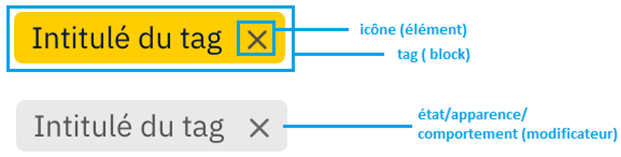 Intitulé du tag
icône (élément)
tag ( block)
Intitulé du tag
état/apparence/
comportement (modificateur)